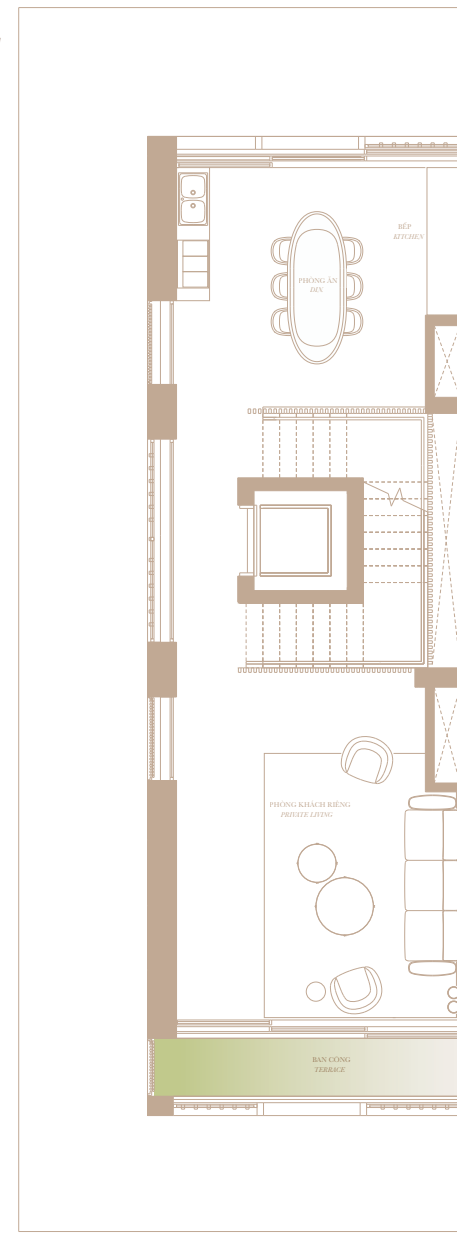 BẾP
KITCHEN
PHÒNG ĂN
DIN
PHÒNG KHÁCH RIÊNG
PRIVATE LIVING
BAN CÔNG
TERRACE